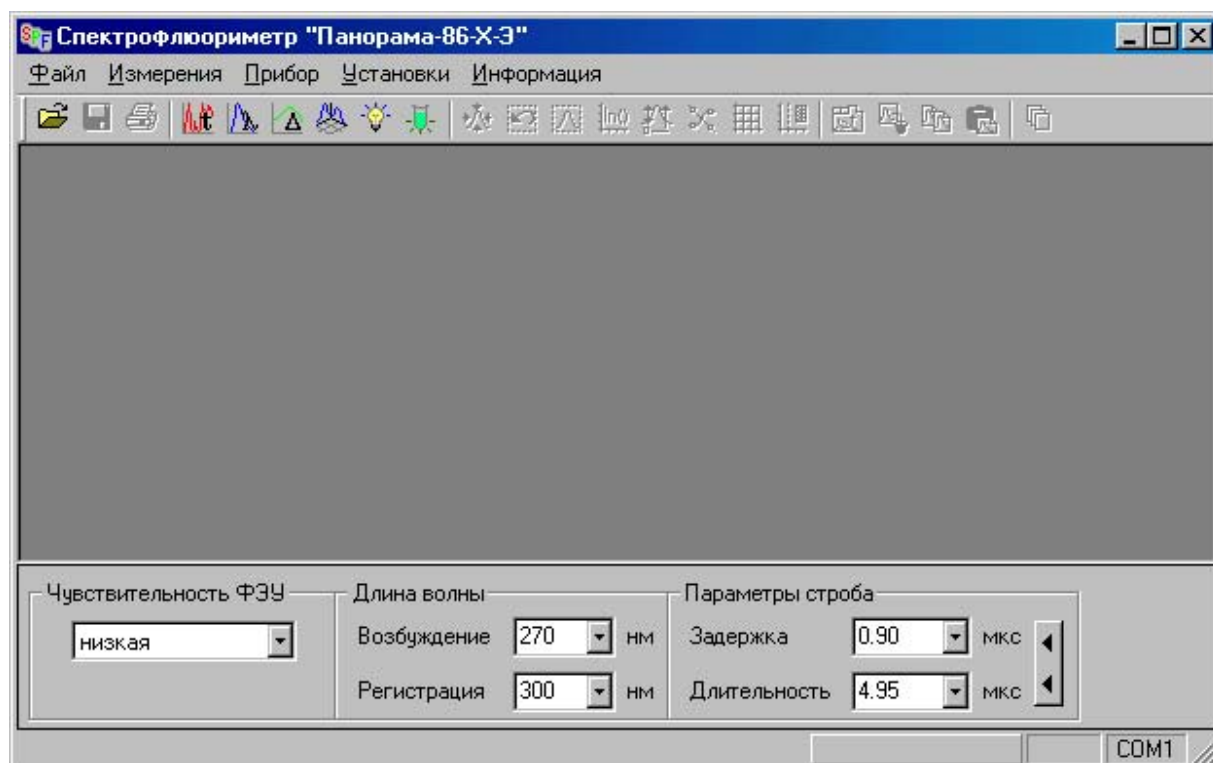 Спектрофлюориметр "Панорама-86-Х-Э"
Файл Измерения Прибор Установки Информация
Чувствительность ФЭУ
низкая
Длина волны
Возбуждение 270 нм
Регистрация 300 нм
Параметры строба
Задержка 0.90 мкс
Длительность 4.95 мкс
COM1